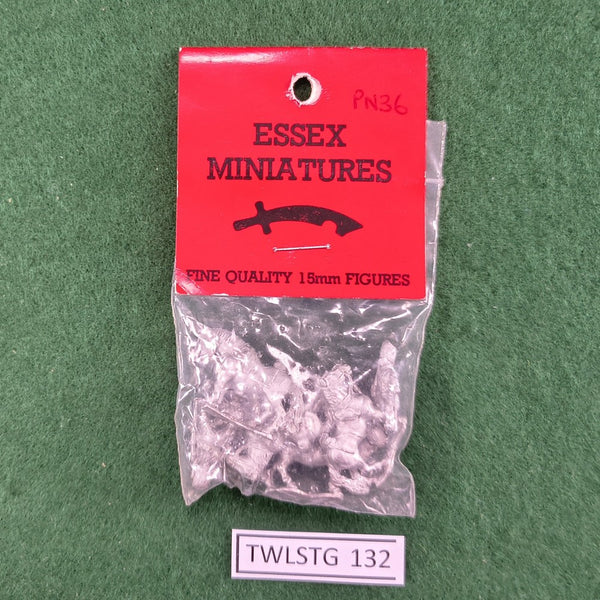 PN36
ESSEX
MINIATURES
FINE QUALITY 15mm FIGURES
TWLSTG 132